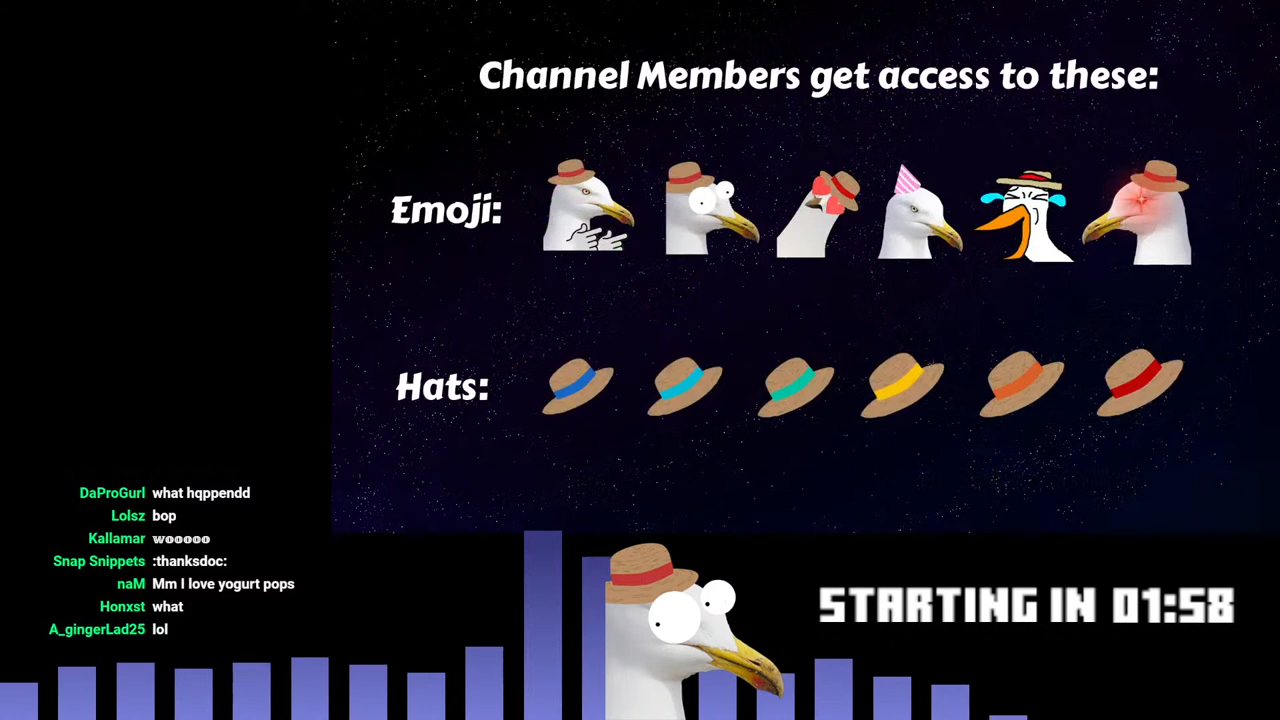 Channel Members get access to these:
Emoji:
Hats:
DaProGurl what hqppendd
Lolsz bop
Kallamar 𝕨𝕠𝕠𝕠𝕠𝕠
Snap Snippets :thanksdoc:
naM Mm I love yogurt pops
Honxst what
A_gingerLad25 lol
STARTING IN 01:58